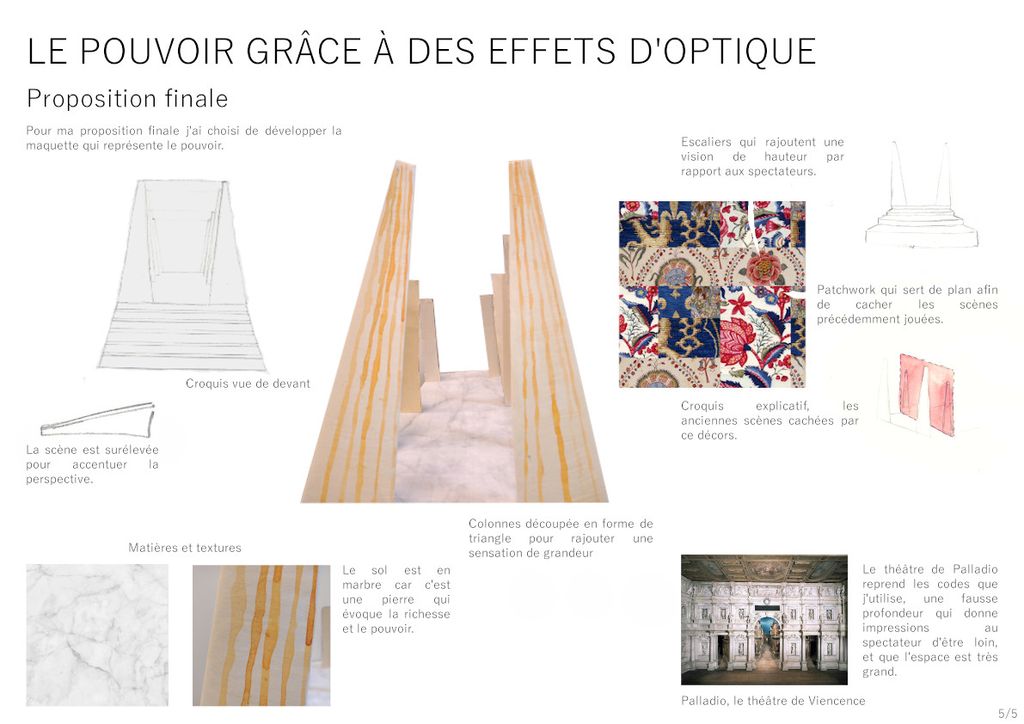 LE POUVOIR GRÂCE À DES EFFETS D'OPTIQUE
Proposition finale
Pour ma proposition finale j'ai choisi de développer la
maquette qui représente le pouvoir.
Croquis vue de devant
La scène est surélevée
pour accentuer la
perspective.
Escaliers qui rajoutent une
vision de hauteur par
rapport aux spectateurs.
Patchwork qui sert de plan afin
de cacher les scènes
précédemment jouées.
Croquis explicatif, les
anciennes scènes cachées par
ce décors.
Colonnes découpée en forme de
triangle pour rajouter une
sensation de grandeur
Matières et textures
Le sol est en
marbre car c'est
une pierre qui
évoque la richesse
et le pouvoir.
Le théâtre de Palladio
reprend les codes que
j'utilise, une fausse
profondeur qui donne
impressions au
spectateur d'être loin,
et que l'espace est très
grand.
Palladio, le théâtre de Viencence
5/5